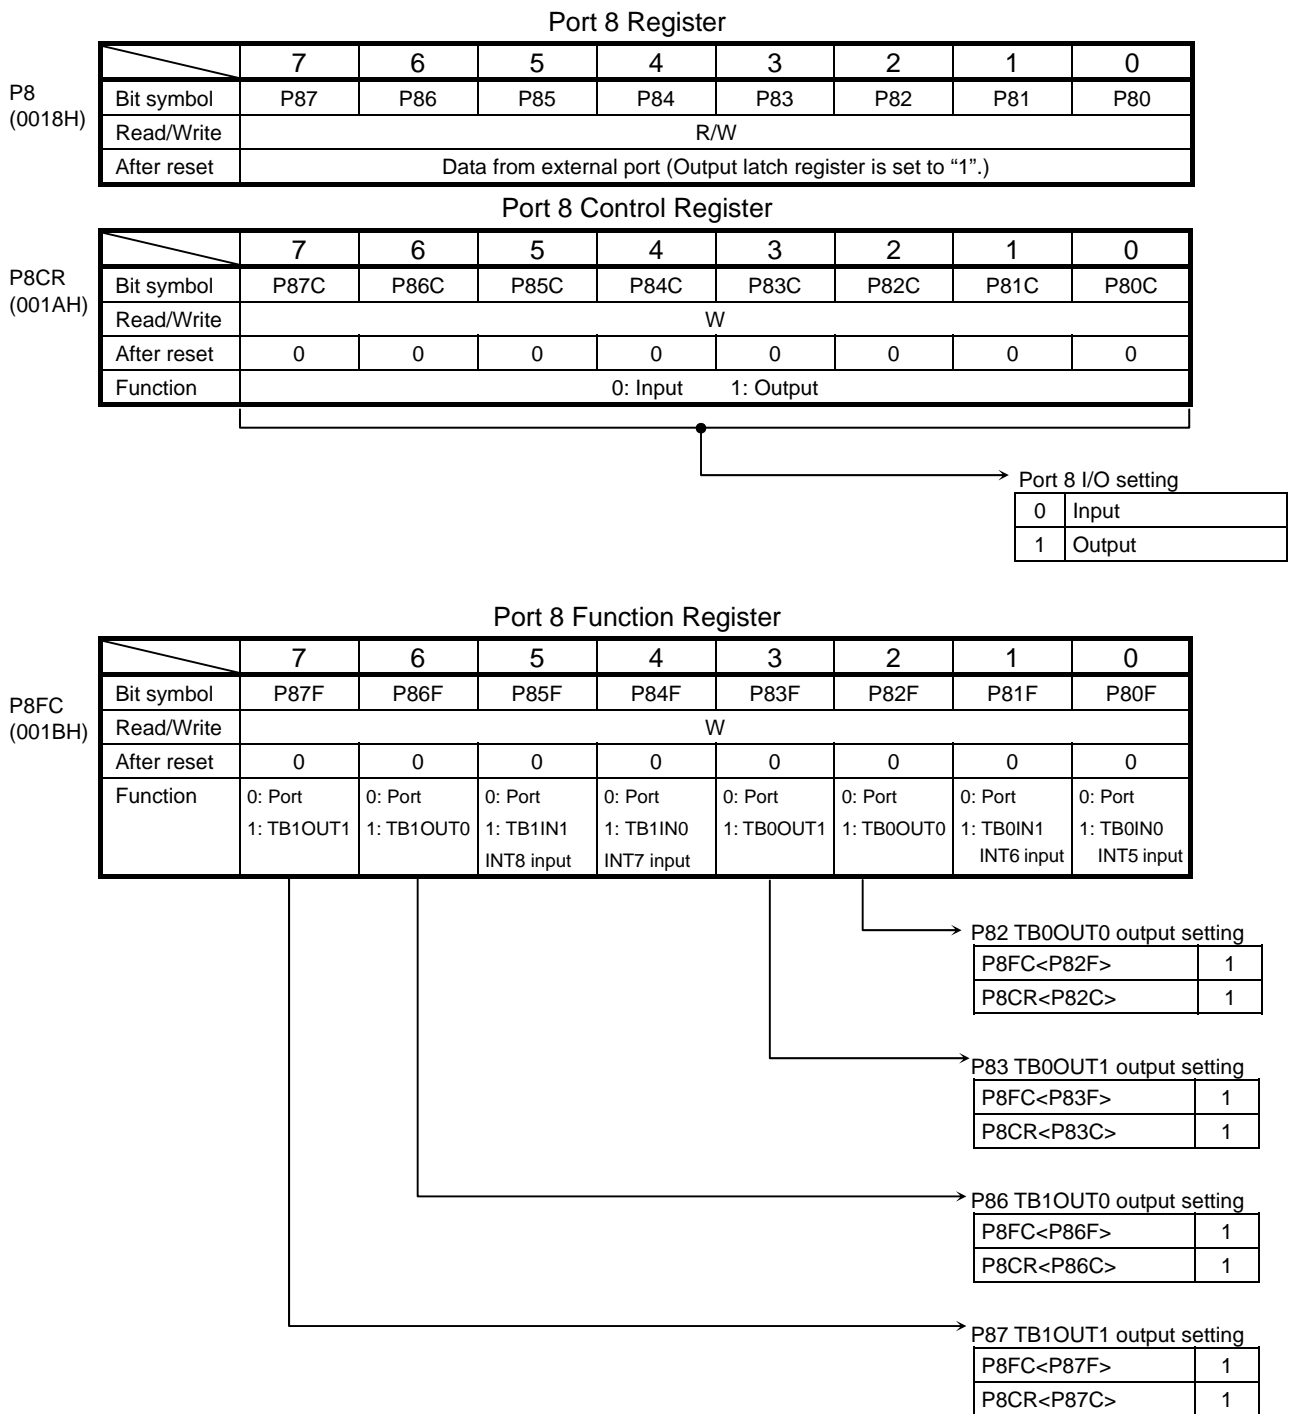 Port 8 Register
7 6 5 4 3 2 1 0
P8
(0018H)
Bit symbol P87 P86 P85 P84 P83 P82 P81 P80
Read/Write R/W
After reset Data from external port (Output latch register is set to “1”.)
Port 8 Control Register
7 6 5 4 3 2 1 0
P8CR
(001AH)
Bit symbol P87C P86C P85C P84C P83C P82C P81C P80C
Read/Write W
After reset 0 0 0 0 0 0 0 0
Function 0: Input 1: Output
Port 8 I/O setting
0 Input
1 Output
Port 8 Function Register
7 6 5 4 3 2 1 0
P8FC
(001BH)
Bit symbol P87F P86F P85F P84F P83F P82F P81F P80F
Read/Write W
After reset 0 0 0 0 0 0 0 0
Function 0: Port 0: Port 0: Port 0: Port 0: Port 0: Port 0: Port 0: Port
1: TB1OUT1 1: TB1OUT0 1: TB1IN1 1: TB1IN0 1: TB0OUT1 1: TB0OUT0 1: TB0IN1 1: TB0IN0
INT8 input INT7 input INT6 input INT5 input
P82 TB0OUT0 output setting
P8FC<P82F> 1
P8CR<P82C> 1
P83 TB0OUT1 output setting
P8FC<P83F> 1
P8CR<P83C> 1
P86 TB1OUT0 output setting
P8FC<P86F> 1
P8CR<P86C> 1
P87 TB1OUT1 output setting
P8FC<P87F> 1
P8CR<P87C> 1